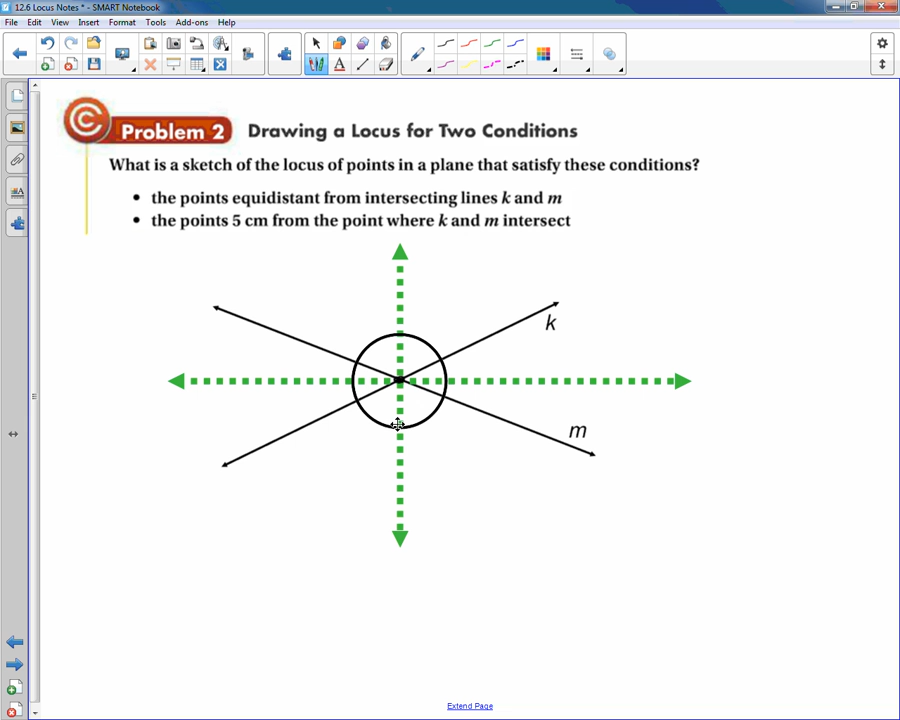 12.6 Locus Notes * - SMART Notebook
File Edit View Insert Format Tools Add-ons Help
C Problem 2 Drawing a Locus for Two Conditions
What is a sketch of the locus of points in a plane that satisfy these conditions?
• the points equidistant from intersecting lines k and m
• the points 5 cm from the point where k and m intersect
k
m
Extend Page